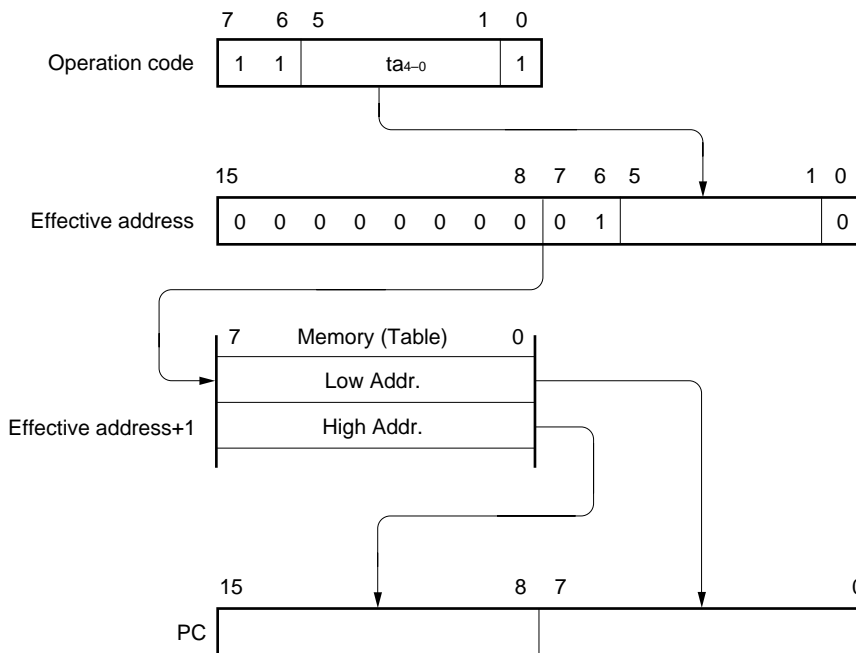 7 6 5 1 0
Operation code 1 1 ta4–0 1
15 8 7 6 5 1 0
Effective address 0 0 0 0 0 0 0 0 0 1 0
7 Memory (Table) 0
Low Addr.
Effective address+1 High Addr.
15 8 7 0
PC